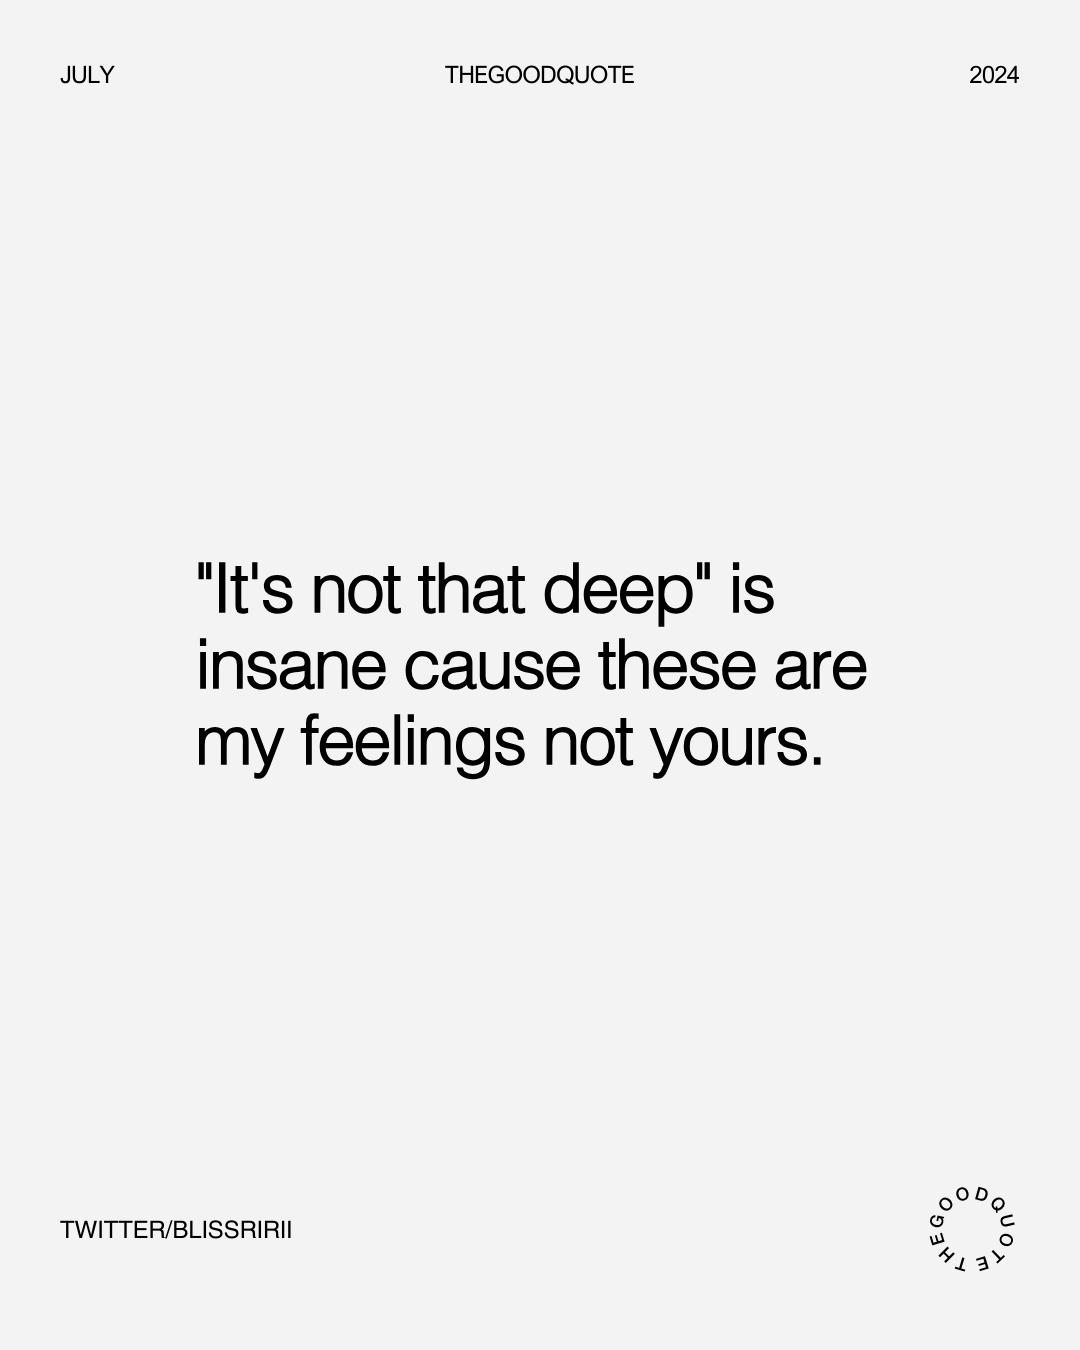 JULY THEGOODQUOTE 2024
"It's not that deep" is
insane cause these are
my feelings not yours.
TWITTER/BLISSRIRII
THEGOODQUOTE